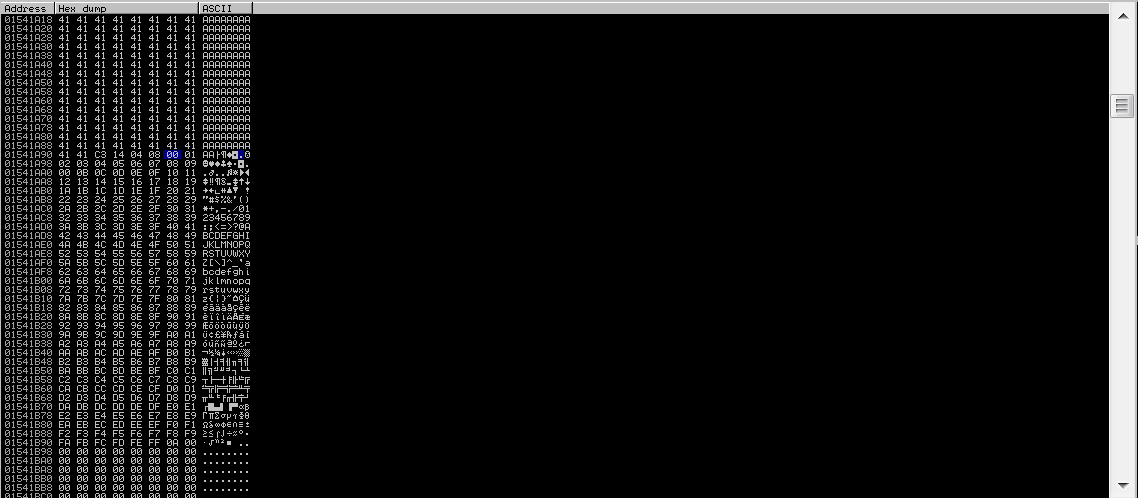 Address Hex dump ASCII
01541A18 41 41 41 41 41 41 41 41 AAAAAAAA
01541A20 41 41 41 41 41 41 41 41 AAAAAAAA
01541A28 41 41 41 41 41 41 41 41 AAAAAAAA
01541A30 41 41 41 41 41 41 41 41 AAAAAAAA
01541A38 41 41 41 41 41 41 41 41 AAAAAAAA
01541A40 41 41 41 41 41 41 41 41 AAAAAAAA
01541A48 41 41 41 41 41 41 41 41 AAAAAAAA
01541A50 41 41 41 41 41 41 41 41 AAAAAAAA
01541A58 41 41 41 41 41 41 41 41 AAAAAAAA
01541A60 41 41 41 41 41 41 41 41 AAAAAAAA
01541A68 41 41 41 41 41 41 41 41 AAAAAAAA
01541A70 41 41 41 41 41 41 41 41 AAAAAAAA
01541A78 41 41 41 41 41 41 41 41 AAAAAAAA
01541A80 41 41 41 41 41 41 41 41 AAAAAAAA
01541A88 41 41 41 41 41 41 41 41 AAAAAAAA
01541A90 41 41 C3 14 04 08 00 01 AA├¶♦◘.☺
01541A98 02 03 04 05 06 07 08 09 ☻♥♦♣♠•◘.
01541AA0 00 0B 0C 0D 0E 0F 10 11 .♂..♫☼►◄
01541AA8 12 13 14 15 16 17 18 19 ↕‼¶§▬↨↑↓
01541AB0 1A 1B 1C 1D 1E 1F 20 21 →←∟↔▲▼ !
01541AB8 22 23 24 25 26 27 28 29 "#$%&'()
01541AC0 2A 2B 2C 2D 2E 2F 30 31 *+,-./01
01541AC8 32 33 34 35 36 37 38 39 23456789
01541AD0 3A 3B 3C 3D 3E 3F 40 41 :;<=>?@A
01541AD8 42 43 44 45 46 47 48 49 BCDEFGHI
01541AE0 4A 4B 4C 4D 4E 4F 50 51 JKLMNOPQ
01541AE8 52 53 54 55 56 57 58 59 RSTUVWXY
01541AF0 5A 5B 5C 5D 5E 5F 60 61 Z[\]^_`a
01541AF8 62 63 64 65 66 67 68 69 bcdefghi
01541B00 6A 6B 6C 6D 6E 6F 70 71 jklmnopq
01541B08 72 73 74 75 76 77 78 79 rstuvwxy
01541B10 7A 7B 7C 7D 7E 7F 80 81 z{|}~⌂Çü
01541B18 82 83 84 85 86 87 88 89 éâäàåçêë
01541B20 8A 8B 8C 8D 8E 8F 90 91 èïîìÄÅÉæ
01541B28 92 93 94 95 96 97 98 99 ÆôöòûùÿÖ
01541B30 9A 9B 9C 9D 9E 9F A0 A1 Ü¢£¥₧ƒáí
01541B38 A2 A3 A4 A5 A6 A7 A8 A9 óúñÑªº¿⌐
01541B40 AA AB AC AD AE AF B0 B1 ¬½¼¡«»░▒
01541B48 B2 B3 B4 B5 B6 B7 B8 B9 ▓│┤╡╢╖╕╣
01541B50 BA BB BC BD BE BF C0 C1 ║╗╝╜╛┐└┴
01541B58 C2 C3 C4 C5 C6 C7 C8 C9 ┬├─┼╞╟╚╔
01541B60 CA CB CC CD CE CF D0 D1 ╩╦╠═╬╧╨╤
01541B68 D2 D3 D4 D5 D6 D7 D8 D9 ╥╙╘╒╓╫╪┘
01541B70 DA DB DC DD DE DF E0 E1 ┌█▄▌▐▀αß
01541B78 E2 E3 E4 E5 E6 E7 E8 E9 ΓπΣσµτΦΘ
01541B80 EA EB EC ED EE EF F0 F1 Ωδ∞φε∩≡±
01541B88 F2 F3 F4 F5 F6 F7 F8 F9 ≥≤⌠⌡÷≈°∙
01541B90 FA FB FC FD FE FF 0A 00 ·√ⁿ²■ ..
01541B98 00 00 00 00 00 00 00 00 ........
01541BA0 00 00 00 00 00 00 00 00 ........
01541BA8 00 00 00 00 00 00 00 00 ........
01541BB0 00 00 00 00 00 00 00 00 ........
01541BB8 00 00 00 00 00 00 00 00 ........
01541BC0 00 00 00 00 00 00 00 00